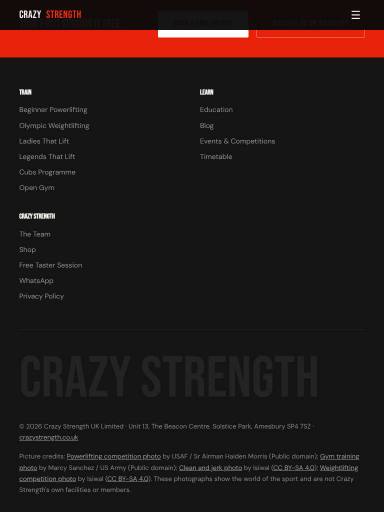 CRAZY STRENGTH
TRAIN
Beginner Powerlifting
Olympic Weightlifting
Ladies That Lift
Legends That Lift
Cubs Programme
Open Gym
LEARN
Education
Blog
Events & Competitions
Timetable
CRAZY STRENGTH
The Team
Shop
Free Taster Session
WhatsApp
Privacy Policy
CRAZY STRENGTH
© 2026 Crazy Strength UK Limited · Unit 13, The Beacon Centre, Solstice Park, Amesbury SP4 7SZ ·
crazystrength.co.uk
Picture credits: Powerlifting competition photo by USAF / Sr Airman Haiden Morris (Public domain); Gym training
photo by Marcy Sanchez / US Army (Public domain); Clean and jerk photo by Isiwal (CC BY-SA 4.0); Weightlifting
competition photo by Isiwal (CC BY-SA 4.0). These photographs show the world of the sport and are not Crazy
Strength's own facilities or members.